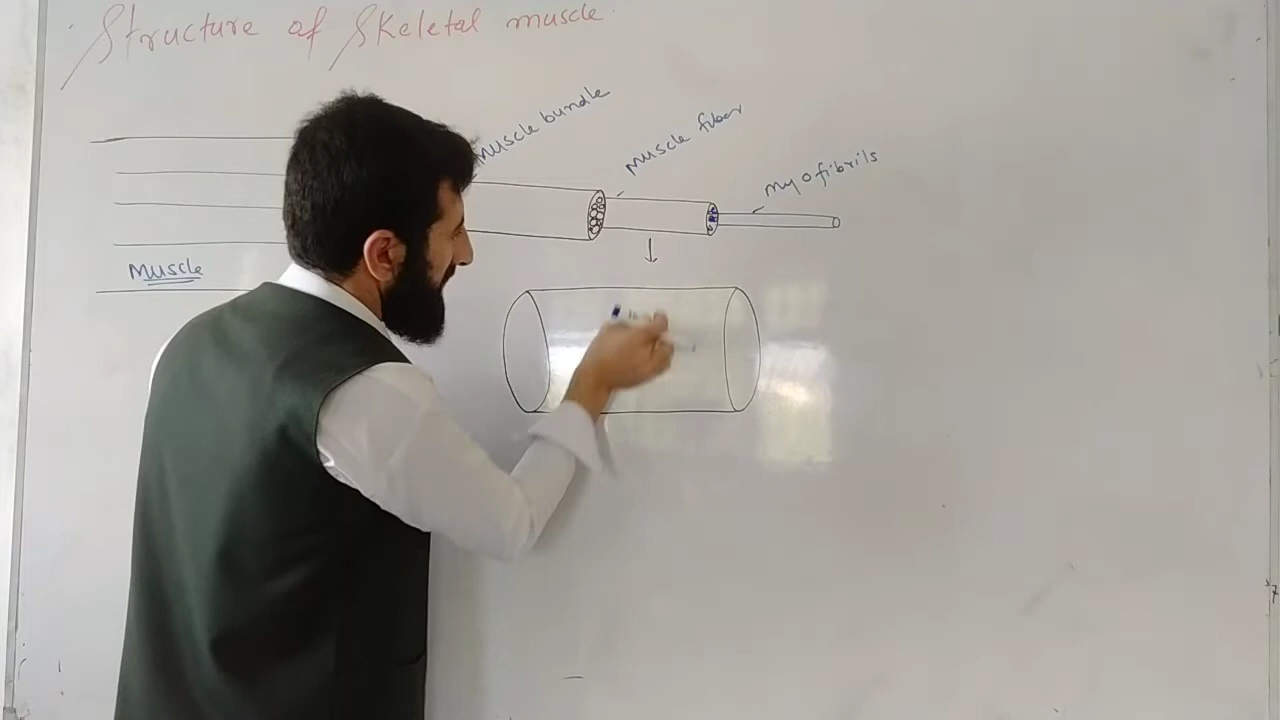 Structure of Skeletal muscle
Muscle bundle
Muscle fiber
Myofibrils
Muscle